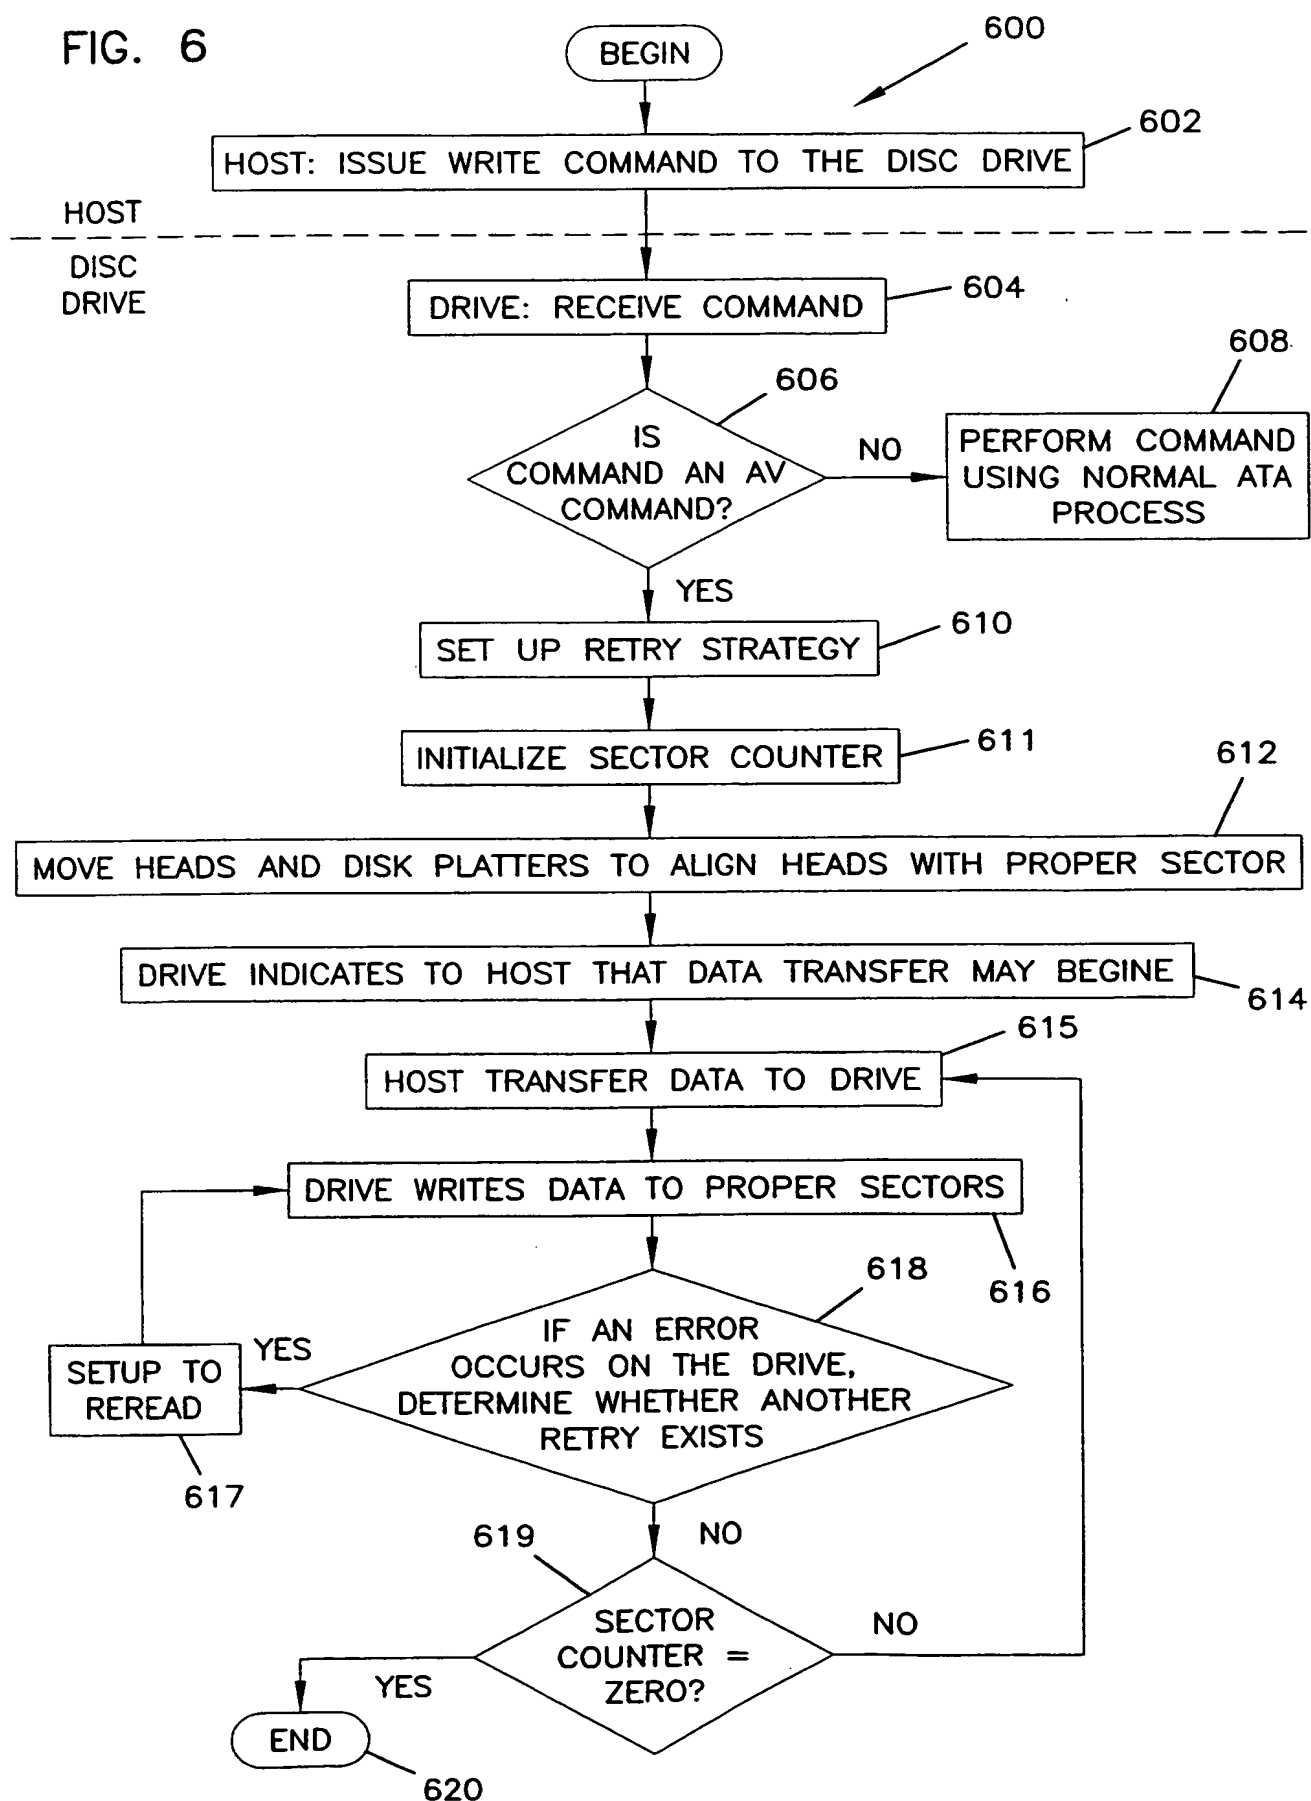 FIG. 6
BEGIN
600
HOST: ISSUE WRITE COMMAND TO THE DISC DRIVE
602
HOST
DISC
DRIVE
DRIVE: RECEIVE COMMAND
604
606
608
IS
COMMAND AN AV
COMMAND?
NO
PERFORM COMMAND
USING NORMAL ATA
PROCESS
YES
SET UP RETRY STRATEGY
610
INITIALIZE SECTOR COUNTER
611
612
MOVE HEADS AND DISK PLATTERS TO ALIGN HEADS WITH PROPER SECTOR
DRIVE INDICATES TO HOST THAT DATA TRANSFER MAY BEGINE
614
615
HOST TRANSFER DATA TO DRIVE
DRIVE WRITES DATA TO PROPER SECTORS
616
618
IF AN ERROR
OCCURS ON THE DRIVE,
DETERMINE WHETHER ANOTHER
RETRY EXISTS
YES
SETUP TO
REREAD
617
NO
619
SECTOR
COUNTER =
ZERO?
NO
YES
END
620